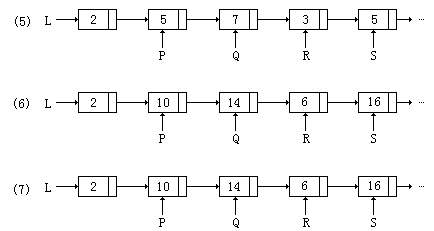 (5) L 2 5 7 3 5 …
P Q R S
(6) L 2 10 14 6 16 …
P Q R S
(7) L 2 10 14 6 16 …
P Q R S